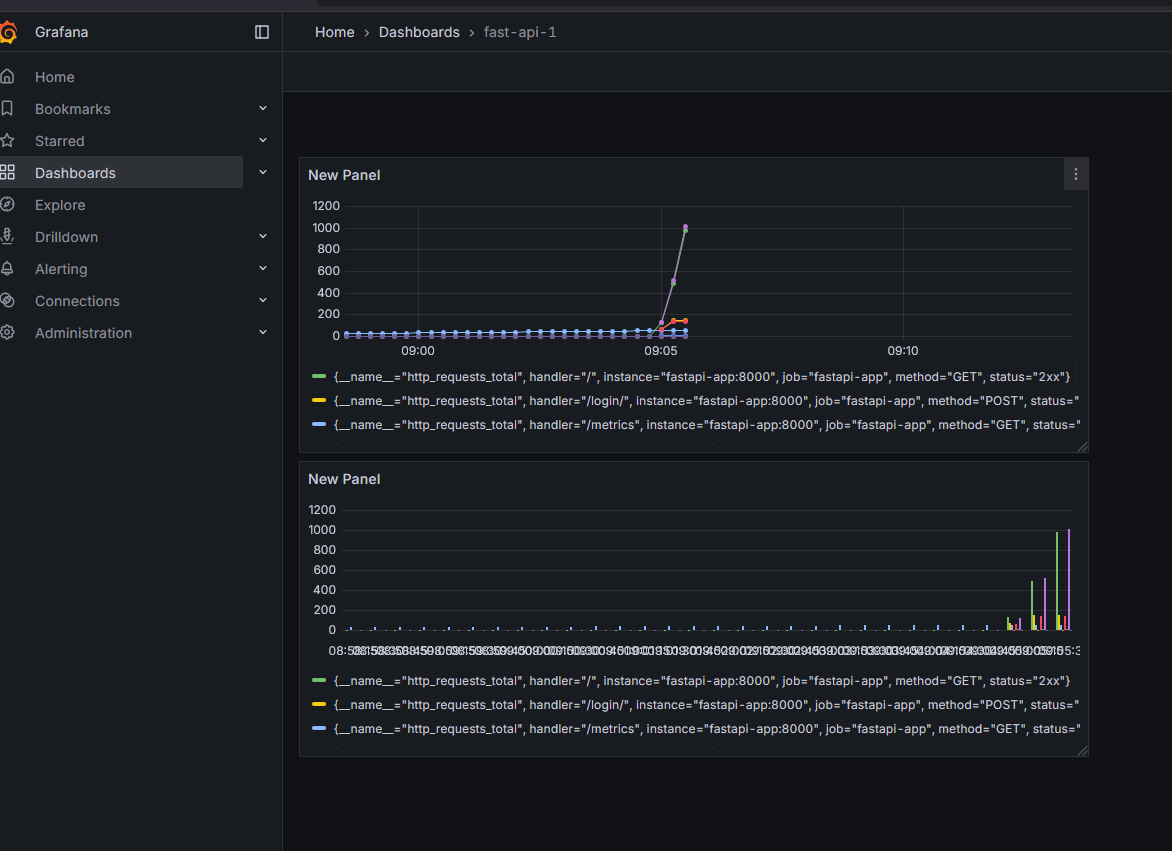 Grafana
Home › Dashboards › fast-api-1
Home
Bookmarks
Starred
Dashboards
Explore
Drilldown
Alerting
Connections
Administration
New Panel
1200
1000
800
600
400
200
0
09:00 09:05 09:10
{__name__="http_requests_total", handler="/", instance="fastapi-app:8000", job="fastapi-app", method="GET", status="2xx"}
{__name__="http_requests_total", handler="/login/", instance="fastapi-app:8000", job="fastapi-app", method="POST", status="
{__name__="http_requests_total", handler="/metrics", instance="fastapi-app:8000", job="fastapi-app", method="GET", status="
New Panel
1200
1000
800
600
400
200
0
{__name__="http_requests_total", handler="/", instance="fastapi-app:8000", job="fastapi-app", method="GET", status="2xx"}
{__name__="http_requests_total", handler="/login/", instance="fastapi-app:8000", job="fastapi-app", method="POST", status="
{__name__="http_requests_total", handler="/metrics", instance="fastapi-app:8000", job="fastapi-app", method="GET", status="